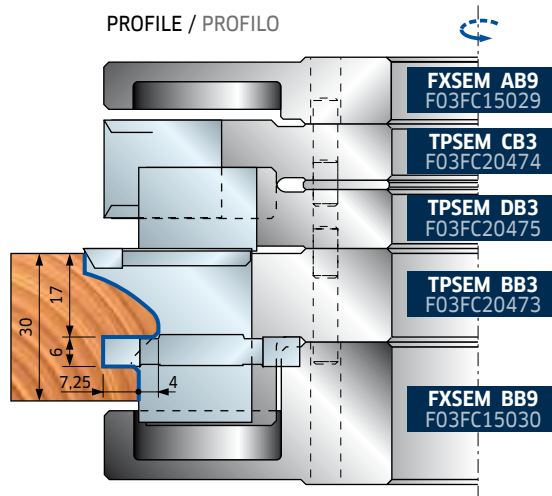 PROFILE / PROFILO
FXSEM AB9
F03FC15029
TPSEM CB3
F03FC20474
TPSEM DB3
F03FC20475
TPSEM BB3
F03FC20473
FXSEM BB9
F03FC15030
30
17
6
7,25
4